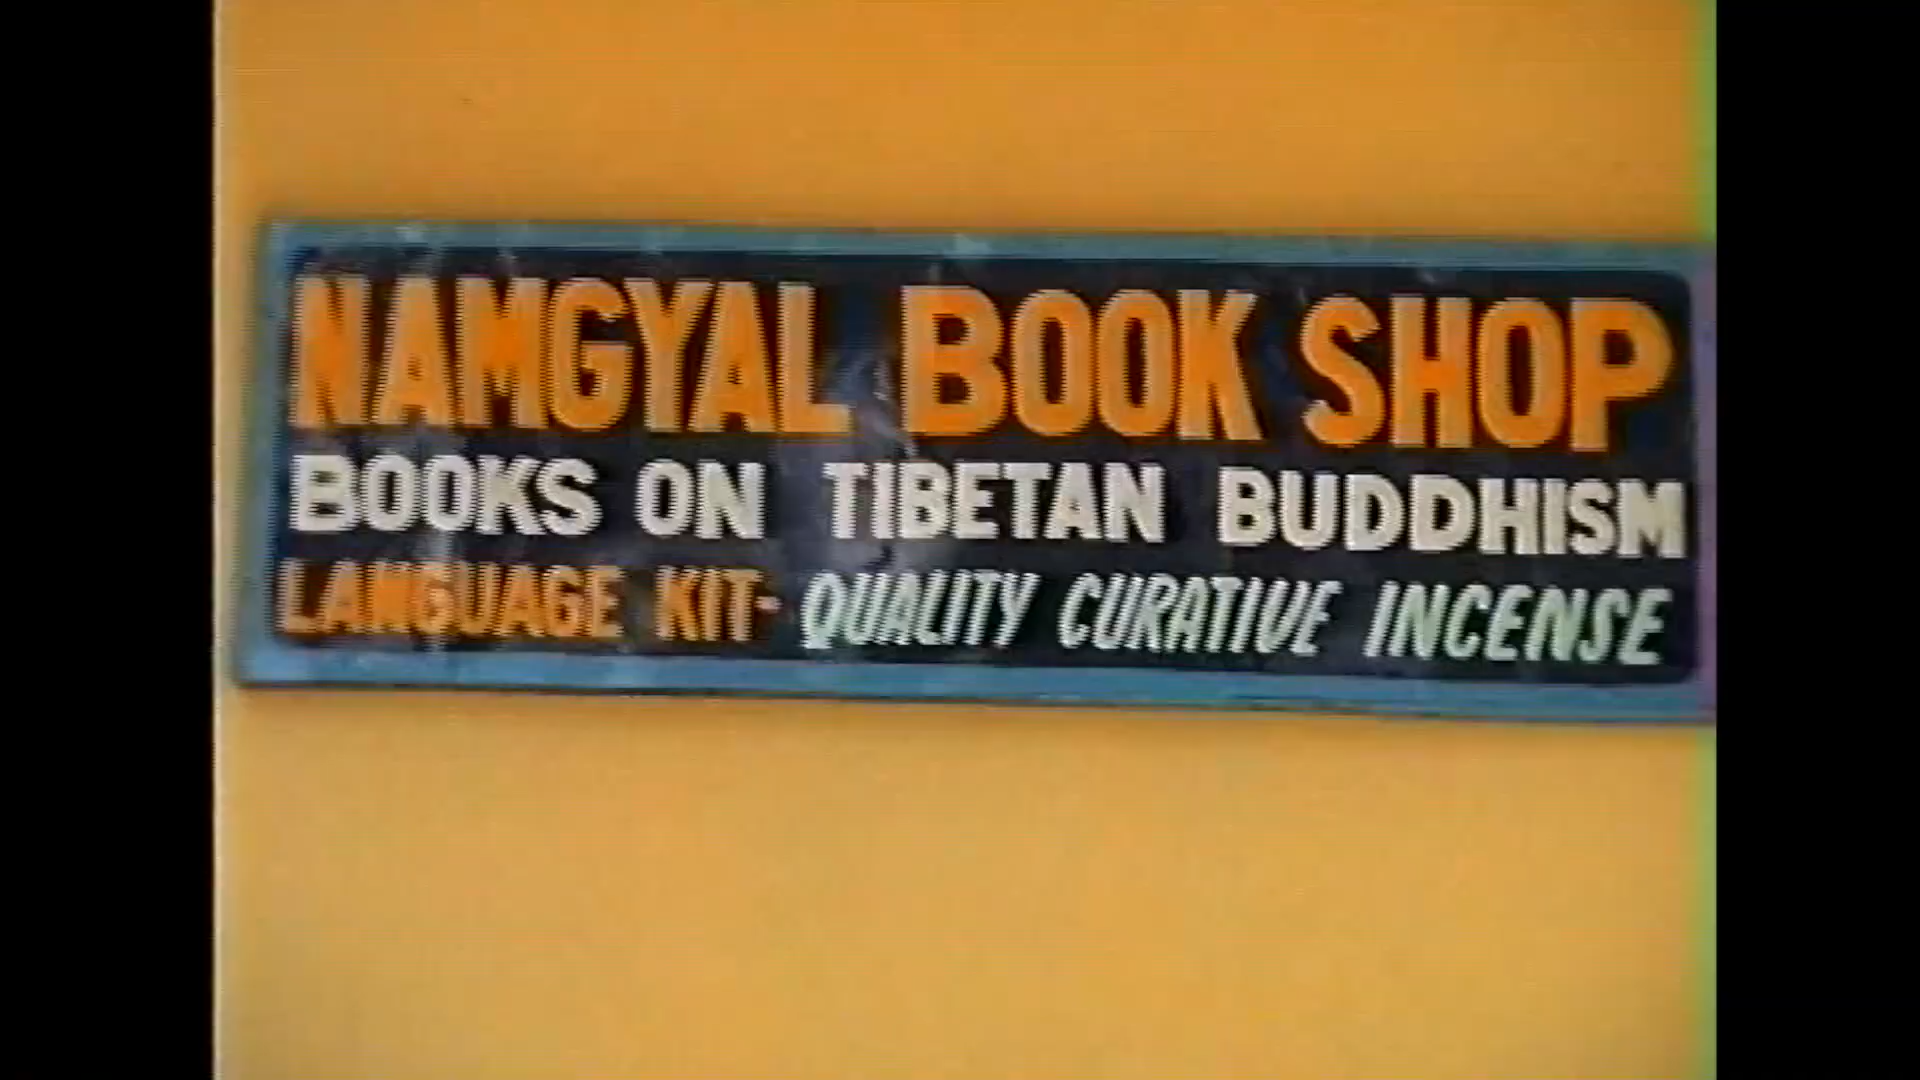 NAMGYAL BOOK SHOP
BOOKS ON TIBETAN BUDDHISM
LANGUAGE KIT- QUALITY CURATIVE INCENSE